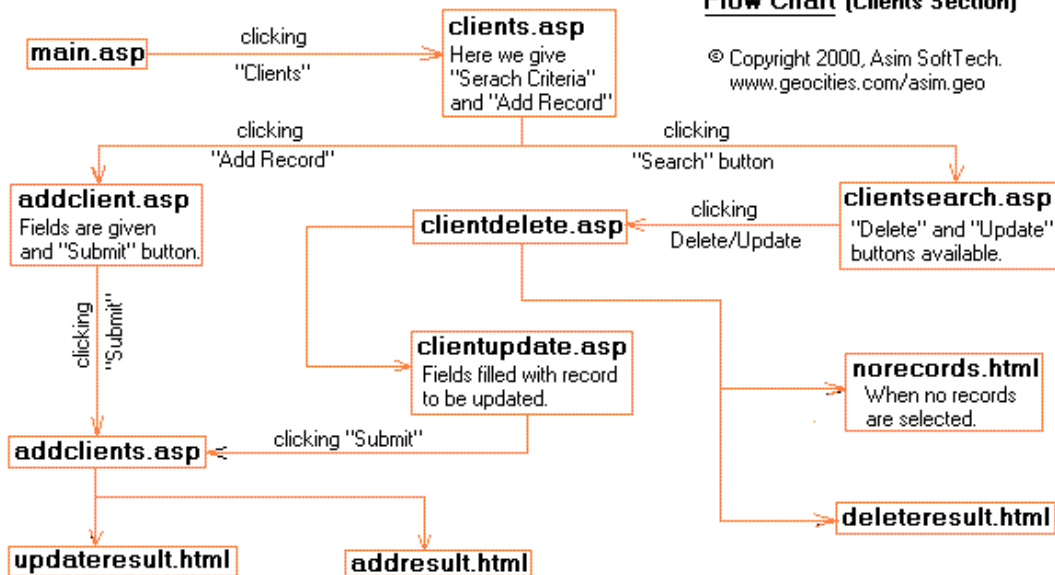 Flow Chart (Clients Section)
© Copyright 2000, Asim SoftTech.
www.geocities.com/asim.geo
main.asp
clicking
"Clients"
clients.asp
Here we give
"Serach Criteria"
and "Add Record"
clicking
"Add Record"
clicking
"Search" button
addclient.asp
Fields are given
and "Submit" button.
clientsearch.asp
"Delete" and "Update"
buttons available.
clicking
Delete/Update
clientdelete.asp
clicking
"Submit"
clientupdate.asp
Fields filled with record
to be updated.
norecords.html
When no records
are selected.
clicking "Submit"
addclients.asp
deleteresult.html
updateresult.html
addresult.html